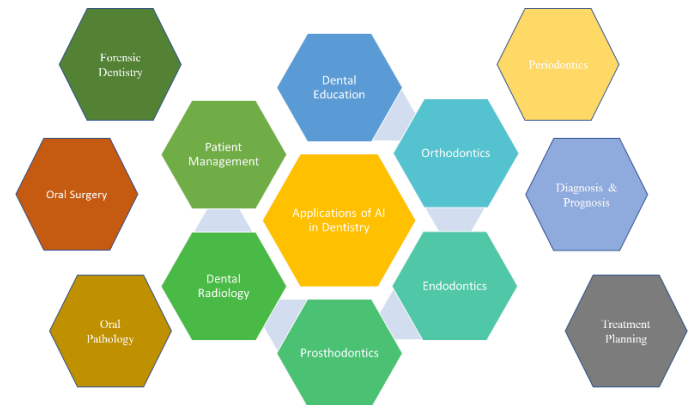 Forensic
Dentistry
Dental
Education
Periodontics
Patient
Management
Orthodontics
Oral Surgery
Applications of AI
in Dentistry
Diagnosis &
Prognosis
Dental
Radiology
Endodontics
Oral
Pathology
Prosthodontics
Treatment
Planning